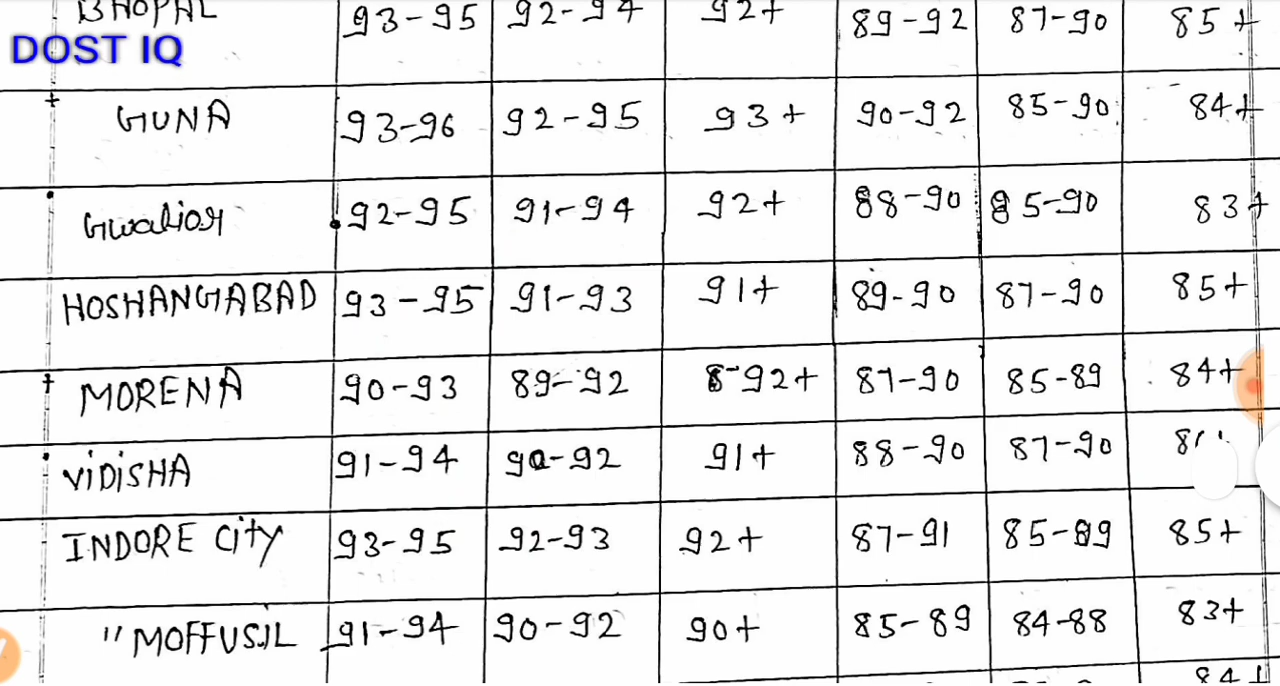 BHOPAL 93-95 92-94 92+ 89-92 87-90 85+
DOST IQ
GUNA 93-96 92-95 93+ 90-92 85-90 84+
Gwalior 92-95 91-94 92+ 88-90 85-90 83+
HOSHANGABAD 93-95 91-93 91+ 89-90 87-90 85+
MORENA 90-93 89-92 92+ 87-90 85-89 84+
ViDiSHA 91-94 90-92 91+ 88-90 87-90
INDORE City 93-95 92-93 92+ 87-91 85-89 85+
" MOFFUSIL 91-94 90-92 90+ 85-89 84-88 83+
84+